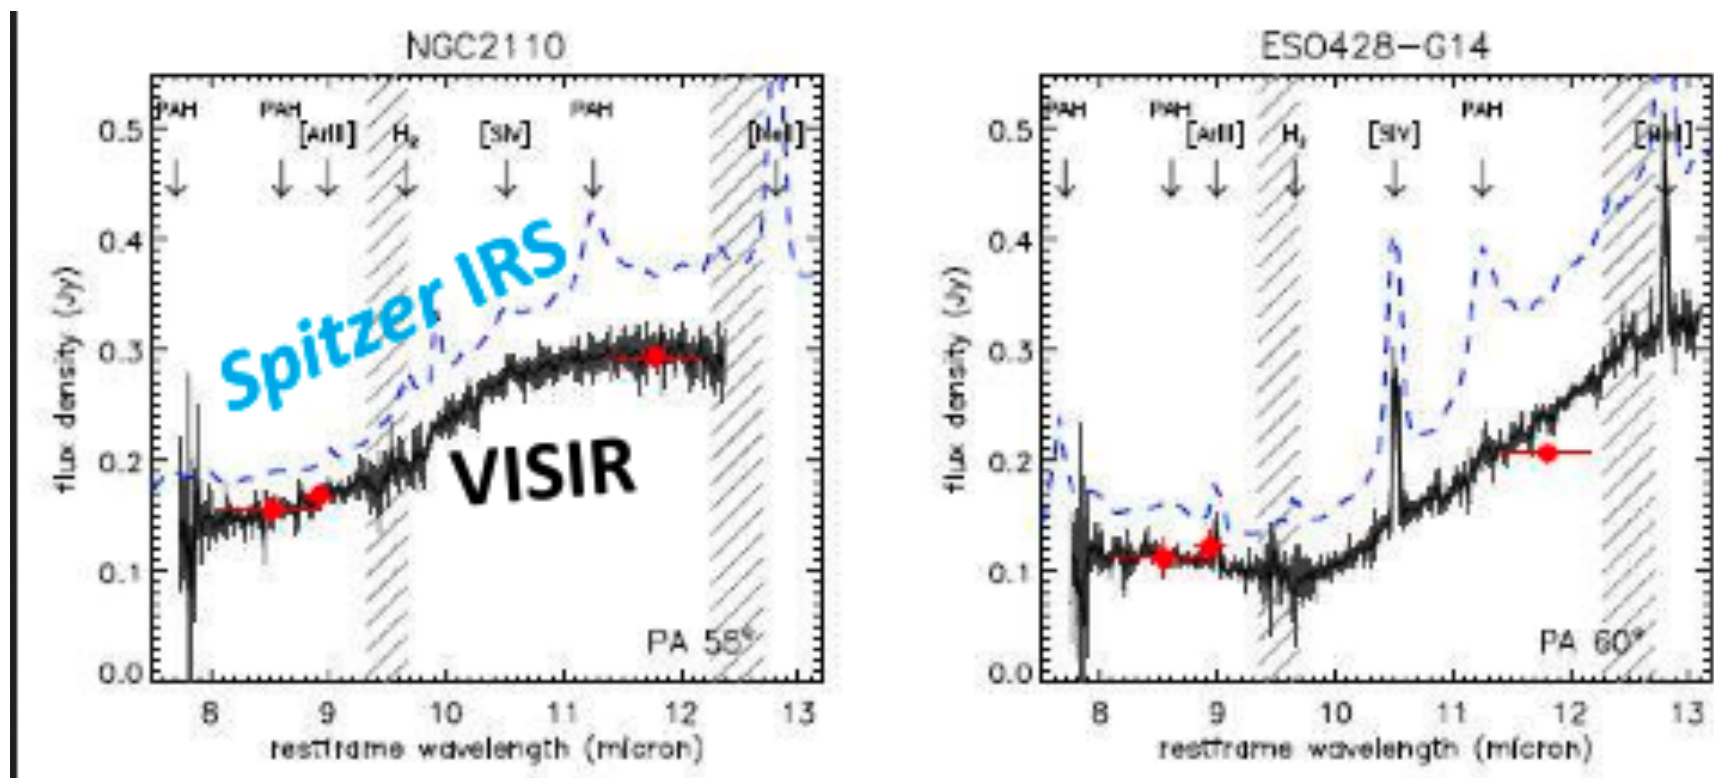 NGC2110
PAH PAH PAH
[ArIII] H₂ [SIV] [NeII]
0.5
0.4
0.3
0.2
0.1
0.0
flux density (Jy)
Spitzer IRS
VISIR
PA 58°
8 9 10 11 12 13
restframe wavelength (micron)
ESO428-G14
PAH PAH PAH
[ArIII] H₂ [SIV] [NeII]
0.5
0.4
0.3
0.2
0.1
0.0
flux density (Jy)
PA 60°
8 9 10 11 12 13
restframe wavelength (micron)